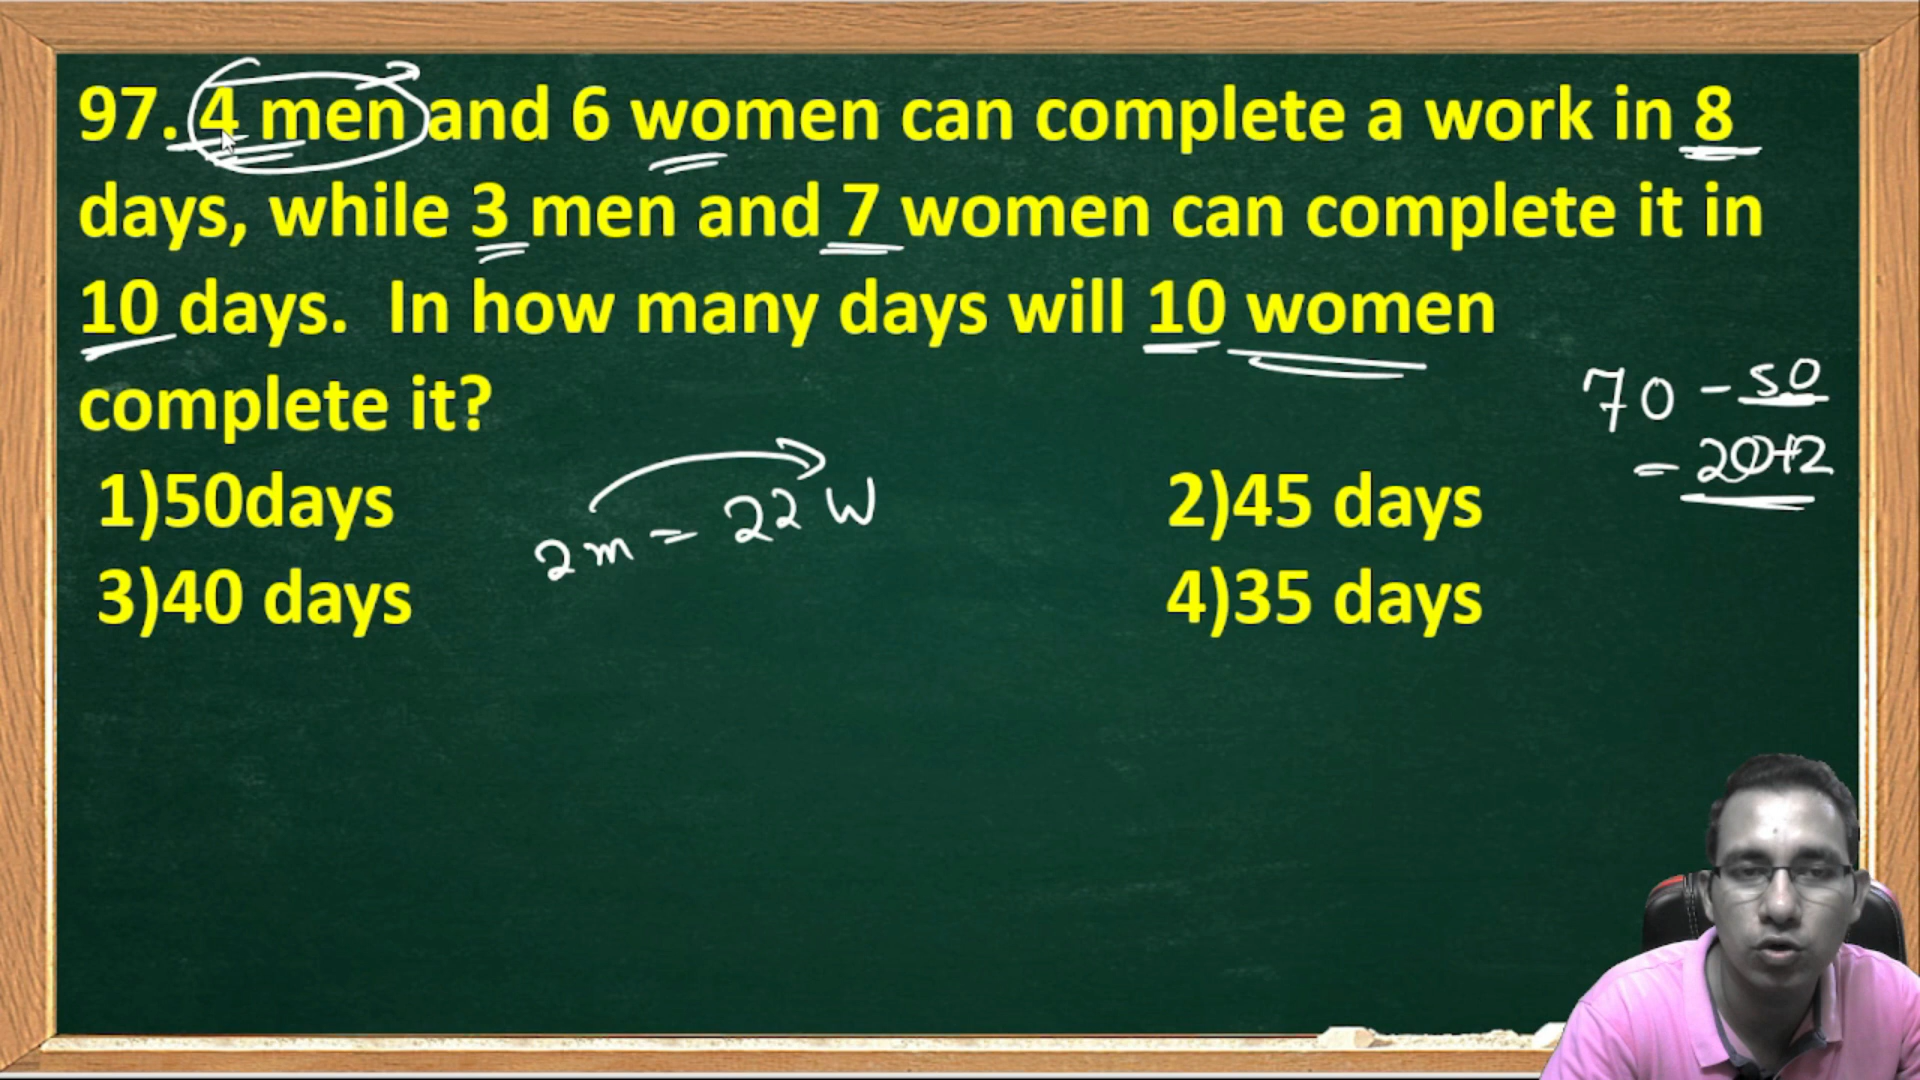 97. 4 men and 6 women can complete a work in 8
days, while 3 men and 7 women can complete it in
10 days. In how many days will 10 women
complete it?
70 - 50
= 20+2
1)50days
2)45 days
2m = 22 W
3)40 days
4)35 days